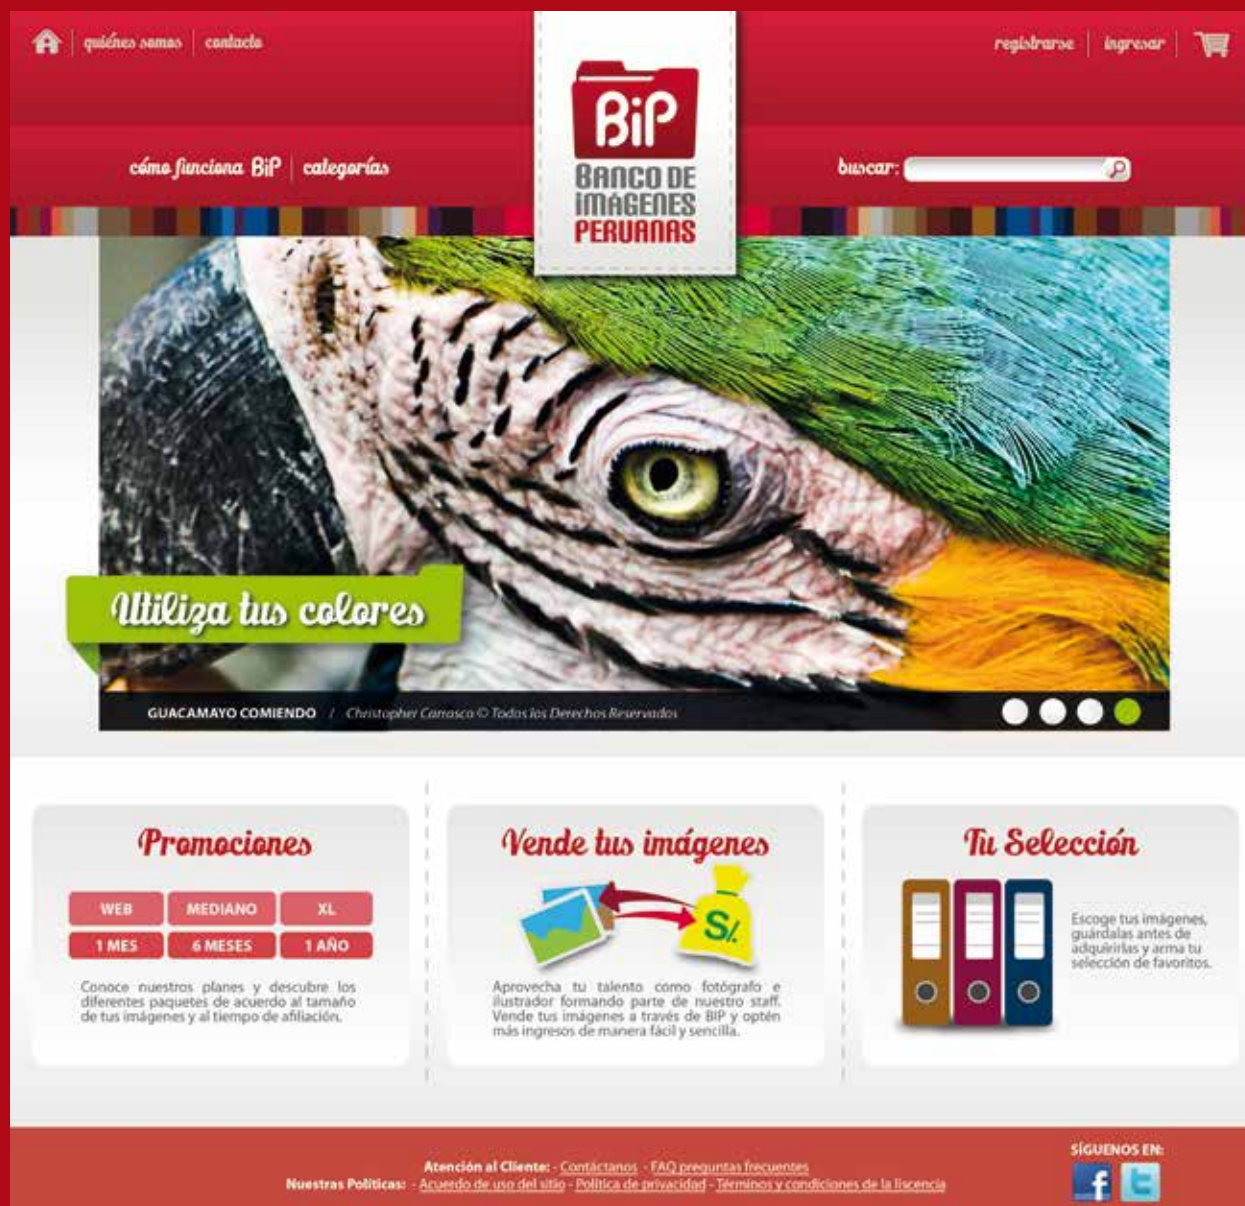 quiénes somos
contacto
registrarse
ingresar
BiP
BANCO DE
IMÁGENES
PERUANAS
cómo funciona BiP
categorías
buscar:
Utiliza tus colores
GUACAMAYO COMIENDO / Christopher Carrasco © Todos los Derechos Reservados
Promociones
WEB MEDIANO XL
1 MES 6 MESES 1 AÑO
Conoce nuestros planes y descubre los
diferentes paquetes de acuerdo al tamaño
de tus imágenes y al tiempo de afiliación.
Vende tus imágenes
S/.
Aprovecha tu talento como fotógrafo e
ilustrador formando parte de nuestro staff.
Vende tus imágenes a través de BIP y optén
más ingresos de manera fácil y sencilla.
Tu Selección
Escoge tus imágenes,
guárdalas antes de
adquirirlas y arma tu
selección de favoritos.
Atención al Cliente: - Contáctanos - FAQ preguntas frecuentes
Nuestras Políticas: - Acuerdo de uso del sitio - Política de privacidad - Términos y condiciones de la liscencia
SÍGUENOS EN:
f t